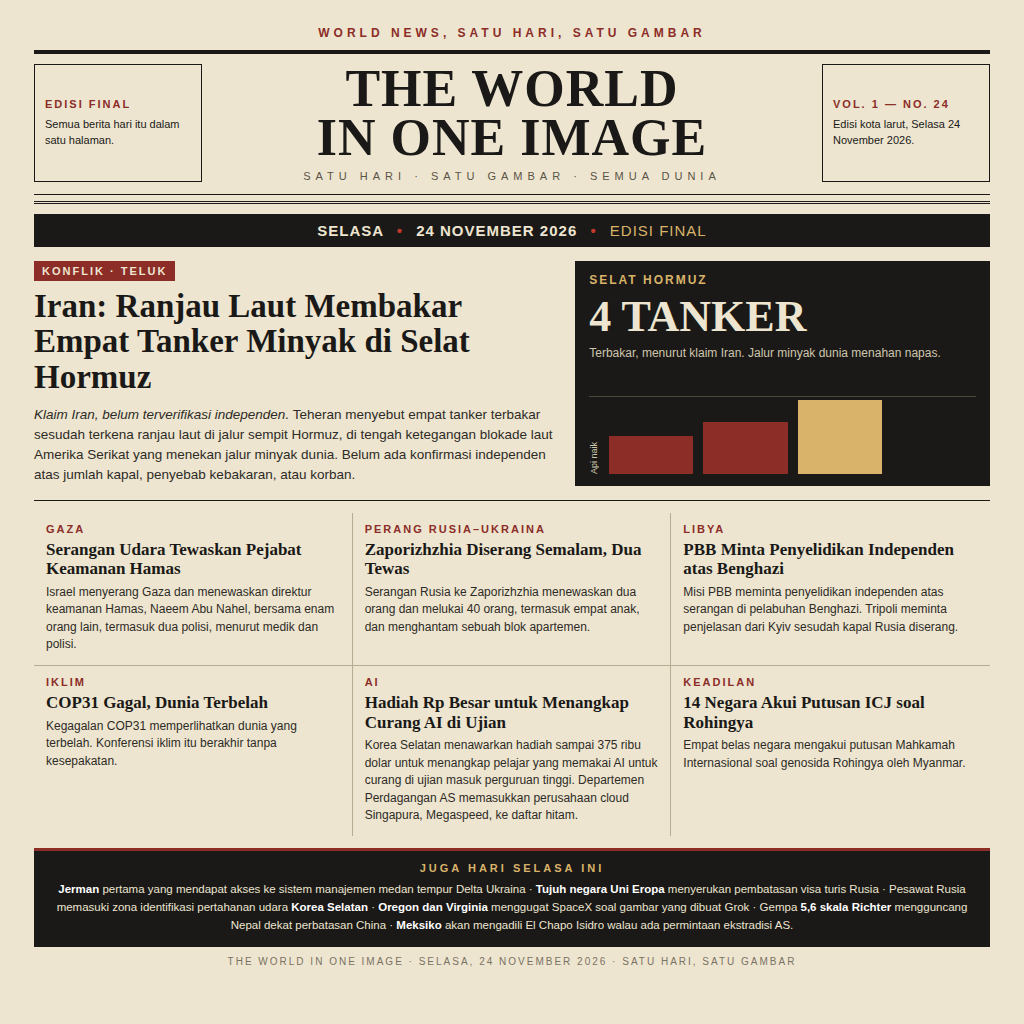 WORLD NEWS, SATU HARI, SATU GAMBAR
EDISI FINAL
Semua berita hari itu dalam
satu halaman.
THE WORLD
IN ONE IMAGE
SATU HARI · SATU GAMBAR · SEMUA DUNIA
VOL. 1 — NO. 24
Edisi kota larut, Selasa 24
November 2026.
SELASA • 24 NOVEMBER 2026 • EDISI FINAL
KONFLIK · TELUK
Iran: Ranjau Laut Membakar
Empat Tanker Minyak di Selat
Hormuz
Klaim Iran, belum terverifikasi independen. Teheran menyebut empat tanker terbakar
sesudah terkena ranjau laut di jalur sempit Hormuz, di tengah ketegangan blokade laut
Amerika Serikat yang menekan jalur minyak dunia. Belum ada konfirmasi independen
atas jumlah kapal, penyebab kebakaran, atau korban.
SELAT HORMUZ
4 TANKER
Terbakar, menurut klaim Iran. Jalur minyak dunia menahan napas.
Api naik
GAZA
Serangan Udara Tewaskan Pejabat
Keamanan Hamas
Israel menyerang Gaza dan menewaskan direktur
keamanan Hamas, Naeem Abu Nahel, bersama enam
orang lain, termasuk dua polisi, menurut medik dan
polisi.
PERANG RUSIA–UKRAINA
Zaporizhzhia Diserang Semalam, Dua
Tewas
Serangan Rusia ke Zaporizhzhia menewaskan dua
orang dan melukai 40 orang, termasuk empat anak,
dan menghantam sebuah blok apartemen.
LIBYA
PBB Minta Penyelidikan Independen
atas Benghazi
Misi PBB meminta penyelidikan independen atas
serangan di pelabuhan Benghazi. Tripoli meminta
penjelasan dari Kyiv sesudah kapal Rusia diserang.
IKLIM
COP31 Gagal, Dunia Terbelah
Kegagalan COP31 memperlihatkan dunia yang
terbelah. Konferensi iklim itu berakhir tanpa
kesepakatan.
AI
Hadiah Rp Besar untuk Menangkap
Curang AI di Ujian
Korea Selatan menawarkan hadiah sampai 375 ribu
dolar untuk menangkap pelajar yang memakai AI untuk
curang di ujian masuk perguruan tinggi. Departemen
Perdagangan AS memasukkan perusahaan cloud
Singapura, Megaspeed, ke daftar hitam.
KEADILAN
14 Negara Akui Putusan ICJ soal
Rohingya
Empat belas negara mengakui putusan Mahkamah
Internasional soal genosida Rohingya oleh Myanmar.
JUGA HARI SELASA INI
Jerman pertama yang mendapat akses ke sistem manajemen medan tempur Delta Ukraina · Tujuh negara Uni Eropa menyerukan pembatasan visa turis Rusia · Pesawat Rusia
memasuki zona identifikasi pertahanan udara Korea Selatan · Oregon dan Virginia menggugat SpaceX soal gambar yang dibuat Grok · Gempa 5,6 skala Richter mengguncang
Nepal dekat perbatasan China · Meksiko akan mengadili El Chapo Isidro walau ada permintaan ekstradisi AS.
THE WORLD IN ONE IMAGE · SELASA, 24 NOVEMBER 2026 · SATU HARI, SATU GAMBAR